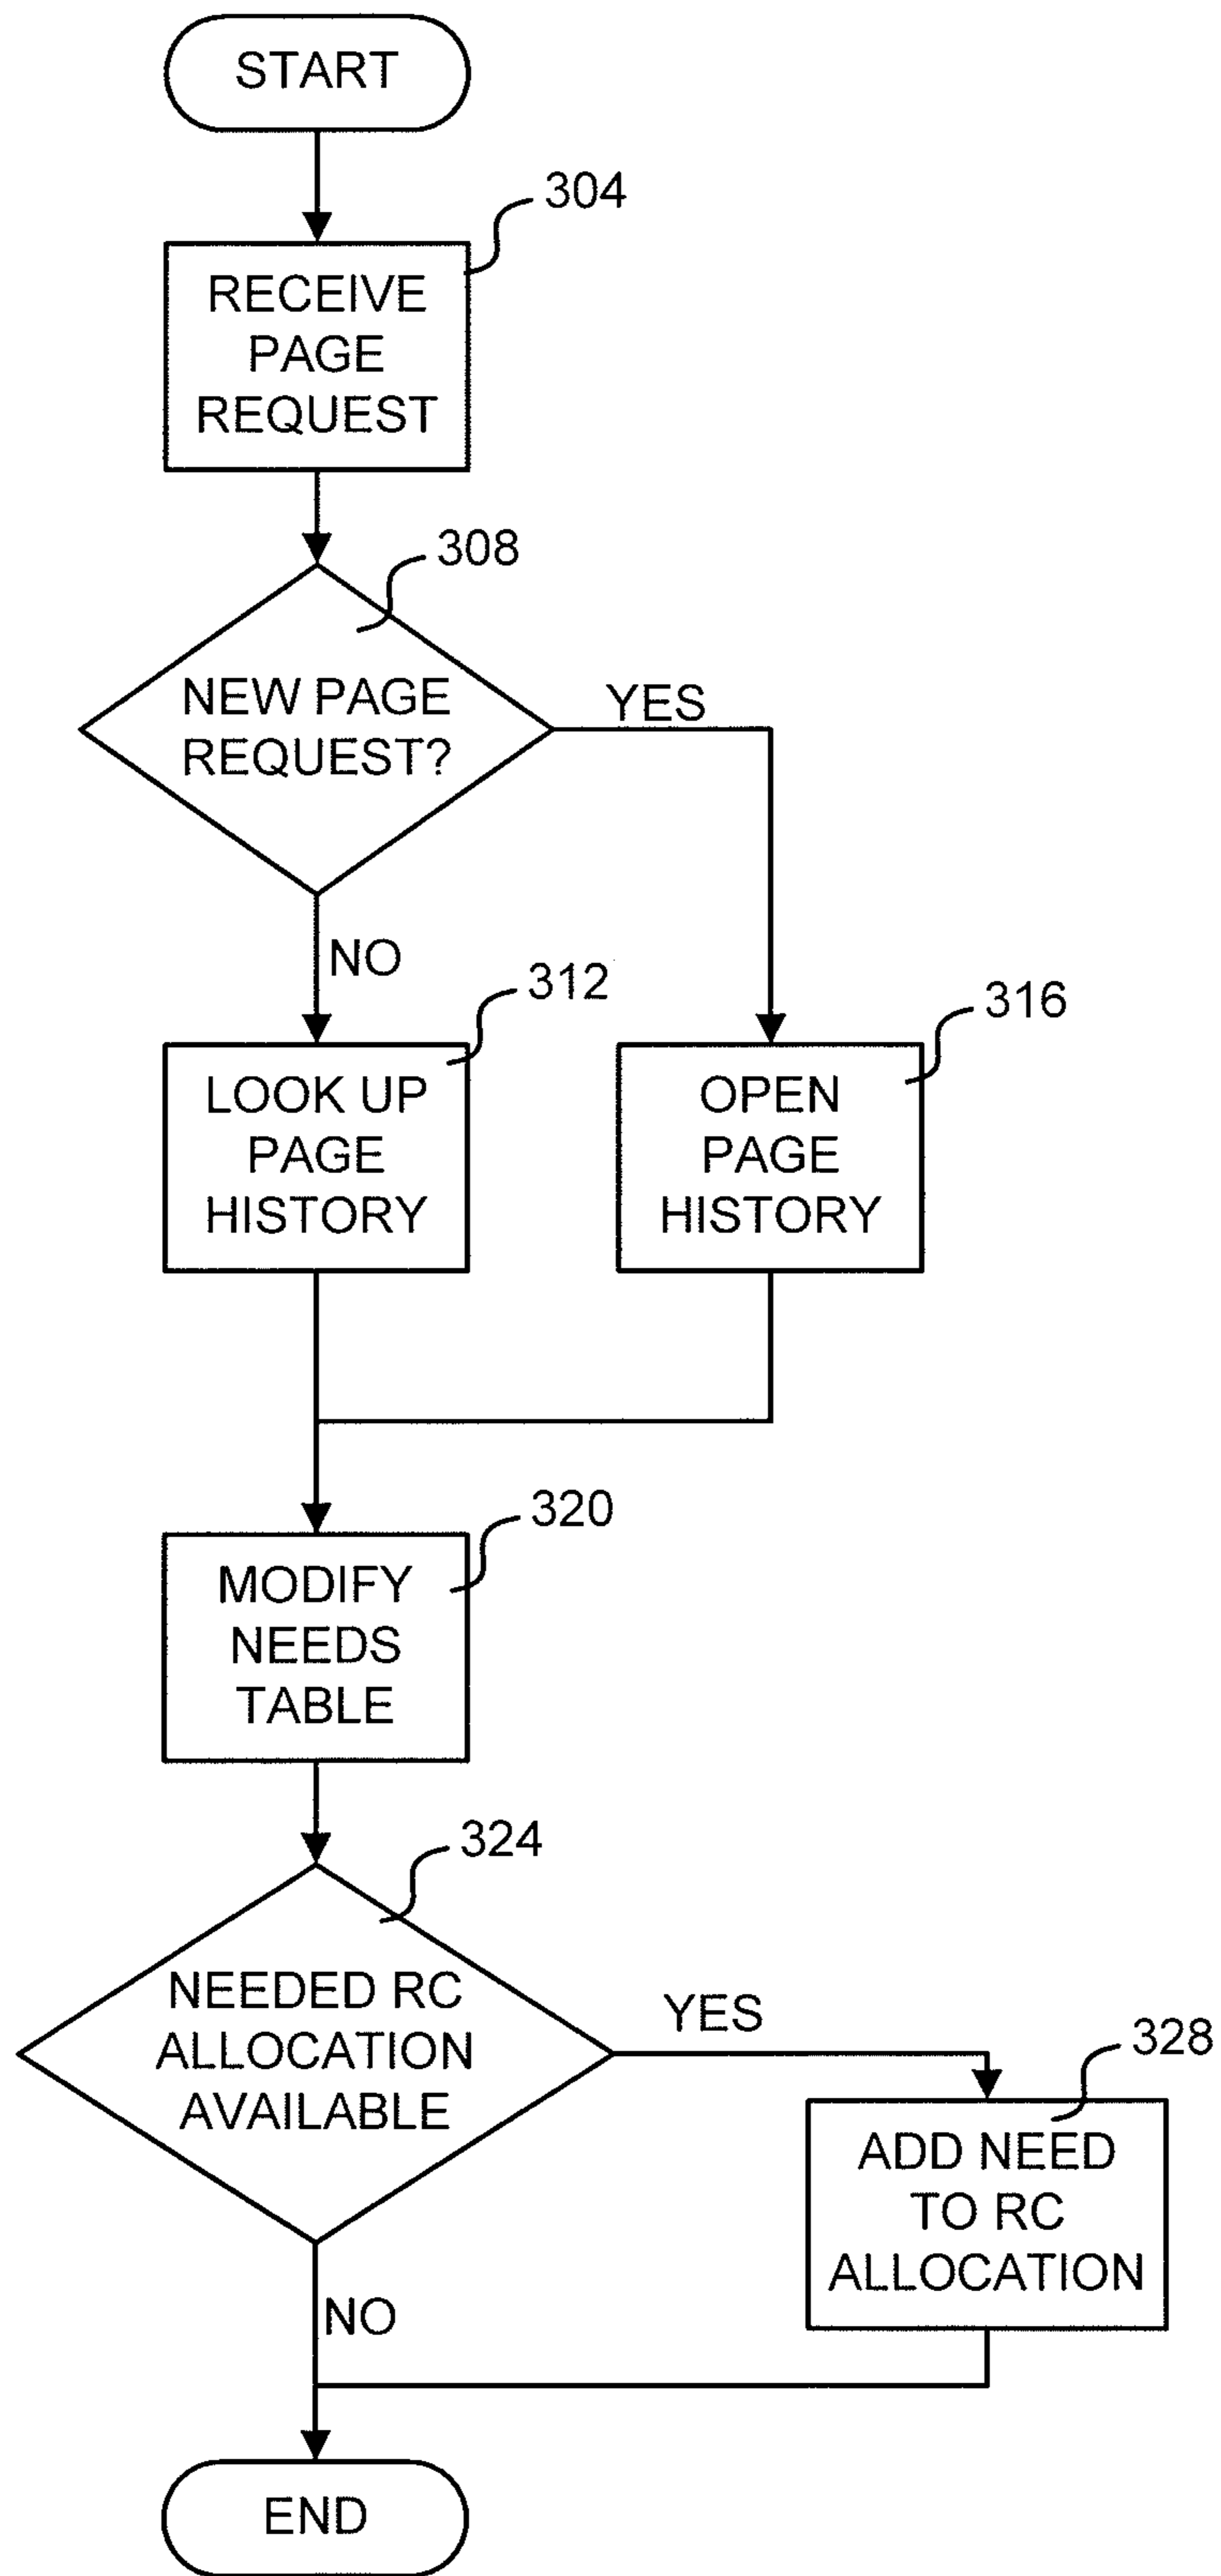 START
304
RECEIVE
PAGE
REQUEST
308
NEW PAGE
REQUEST?
YES
NO
312
LOOK UP
PAGE
HISTORY
316
OPEN
PAGE
HISTORY
320
MODIFY
NEEDS
TABLE
324
NEEDED RC
ALLOCATION
AVAILABLE
YES
328
ADD NEED
TO RC
ALLOCATION
NO
END